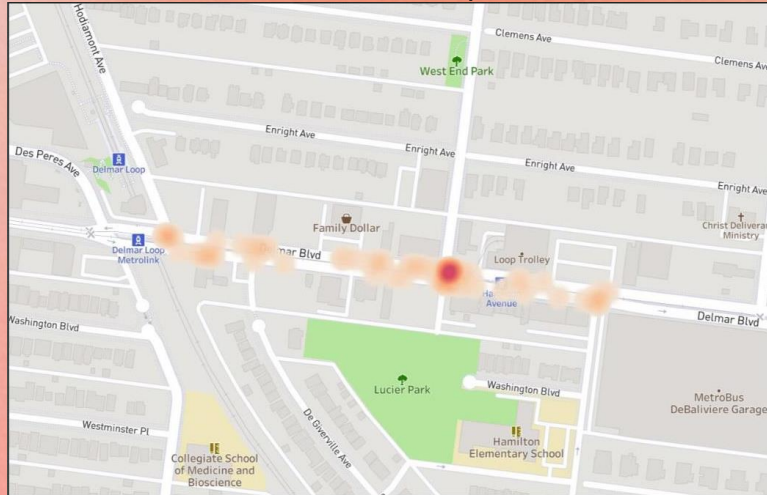 Hodiamont Ave
Clemens Ave
Clemens Ave
West End Park
Enright Ave
Enright Ave
Enright Ave
Des Peres Ave
Delmar Loop
Family Dollar
Christ Deliverance
Ministry
Delmar Loop
Metrolink
Delmar Blvd
Loop Trolley
Avenue
Delmar Blvd
Washington Blvd
Lucier Park
Washington Blvd
MetroBus
DeBaliviere Garage
De Giverville Ave
Westminster Pl
Hamilton
Elementary School
Collegiate School
of Medicine and
Bioscience